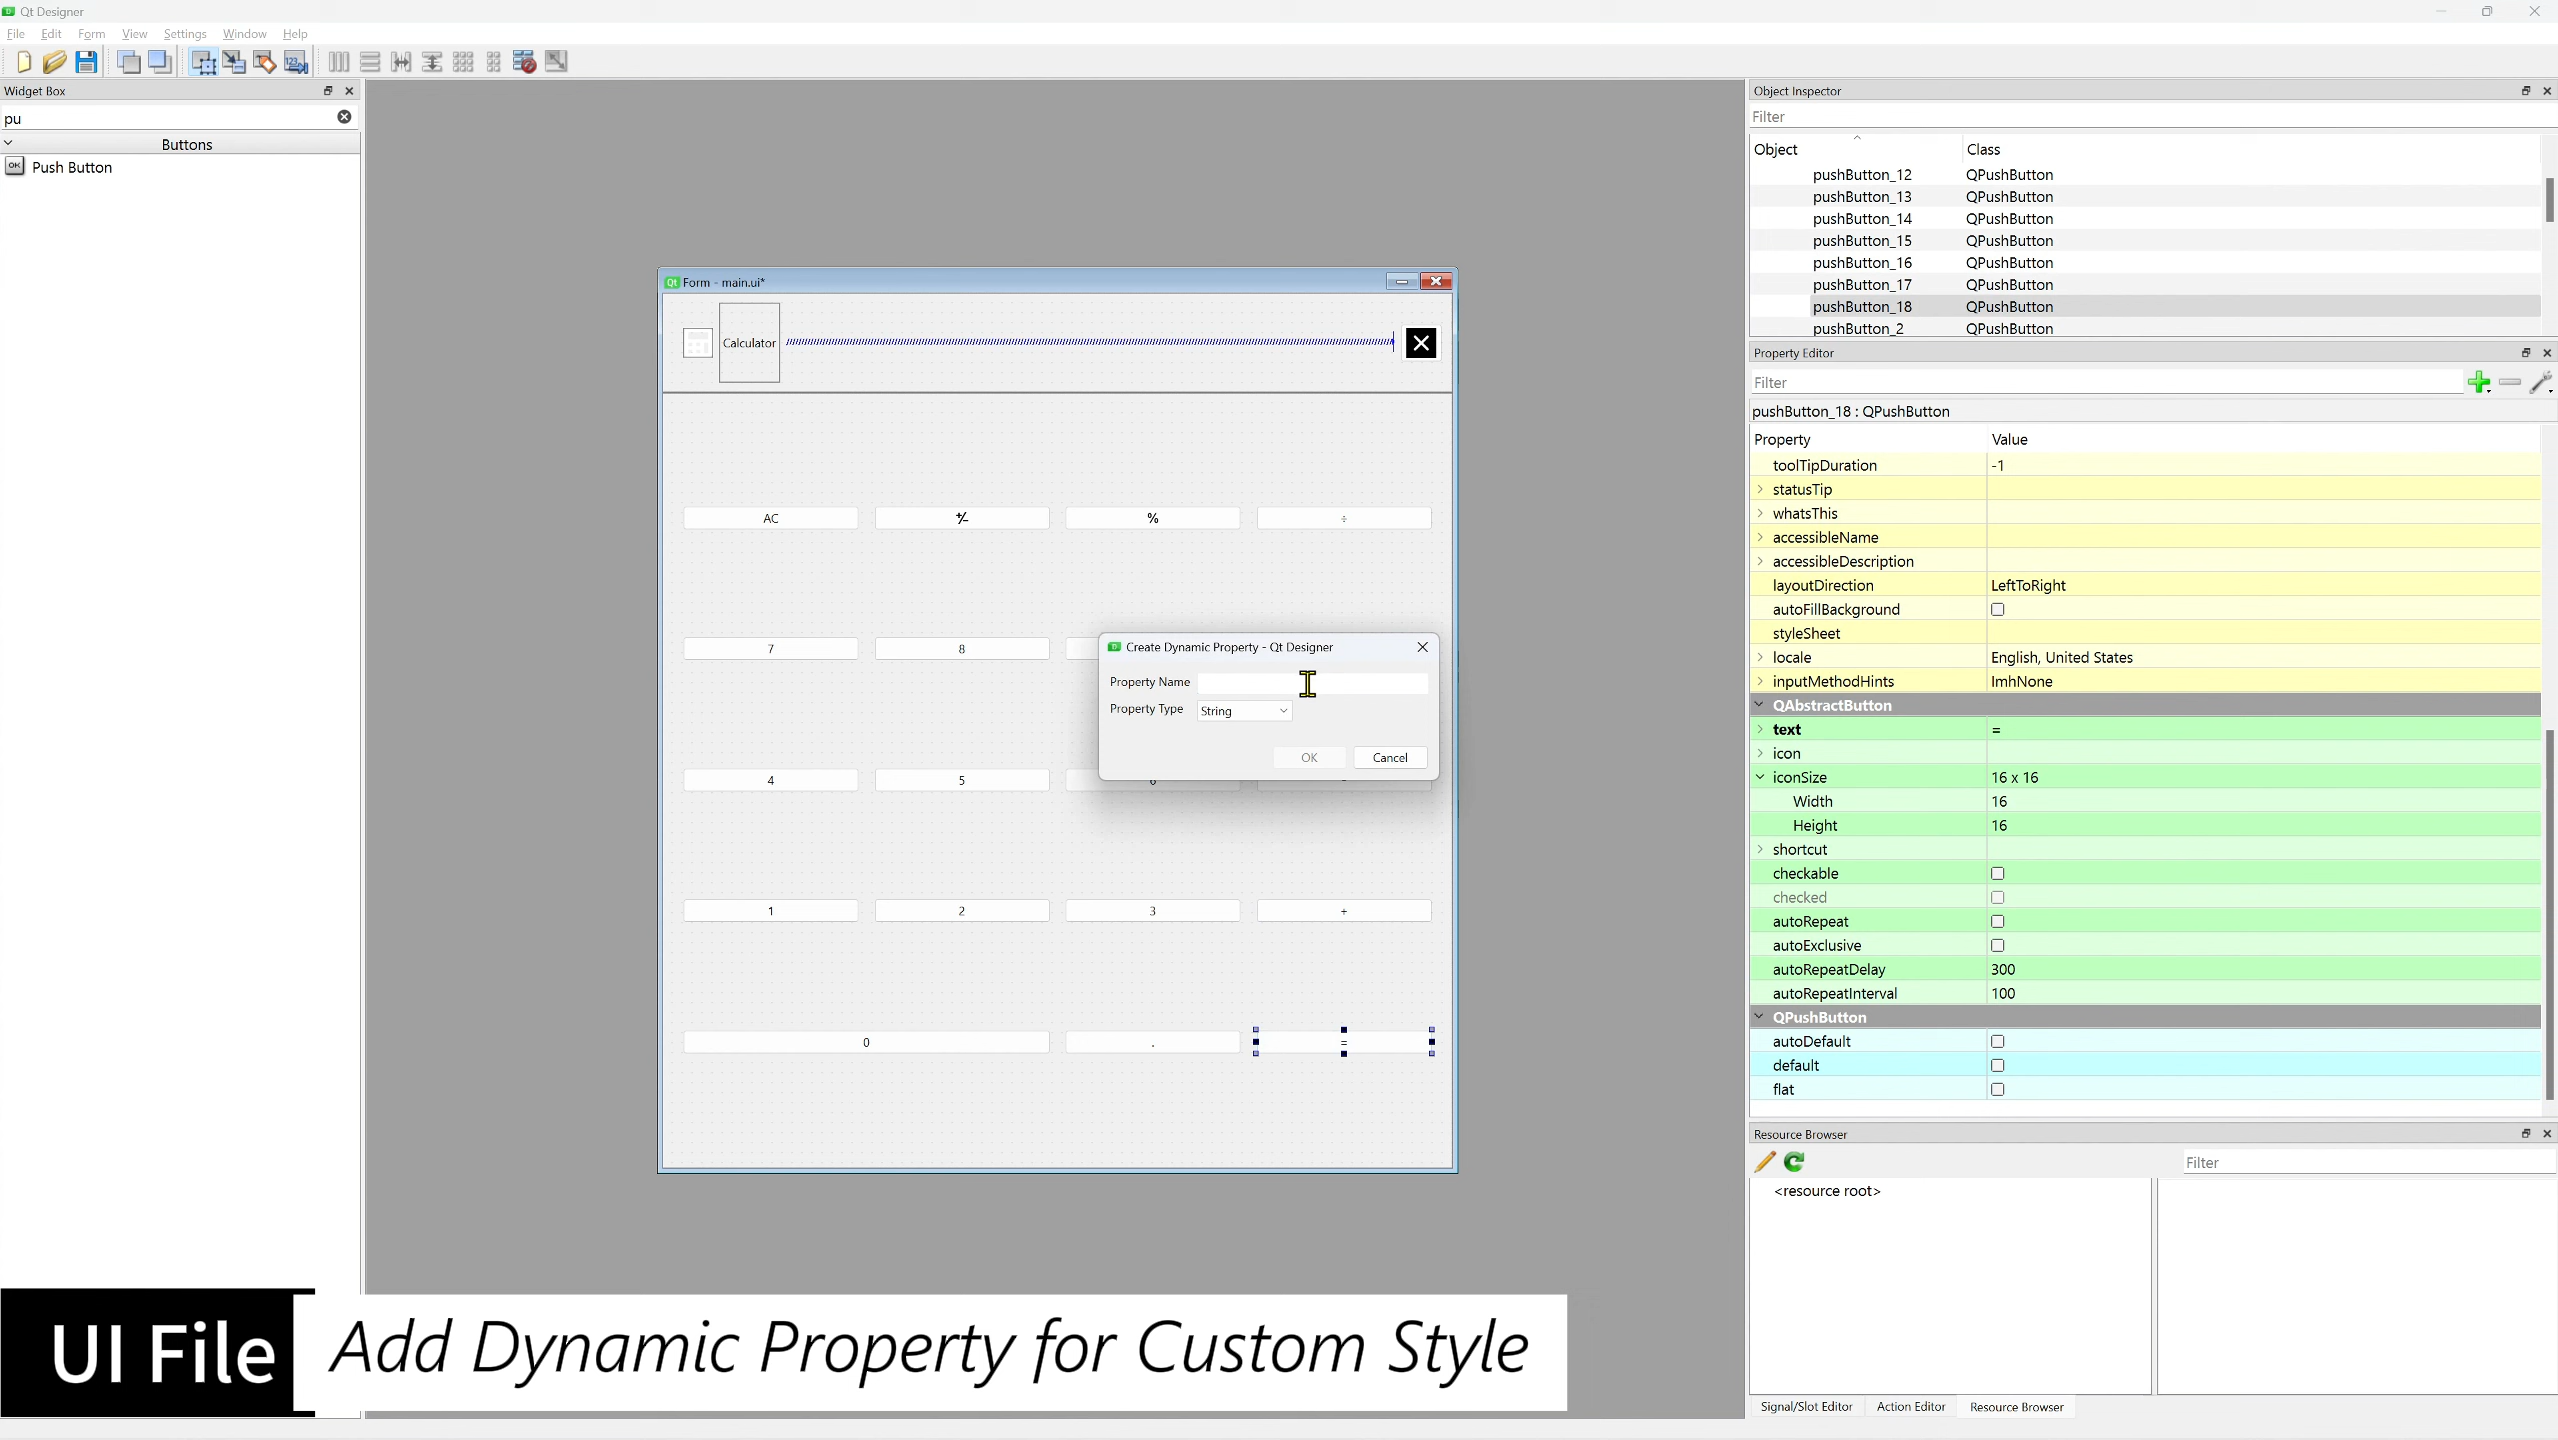 Qt Designer
File Edit Form View Settings Window Help
Widget Box
pu
Buttons
OK Push Button
Qt Form - main.ui*
Calculator
AC % ÷
7 8
4 5
1 2 3 +
0 . =
Create Dynamic Property - Qt Designer
Property Name
Property Type String
OK Cancel
Object Inspector
Filter
Object Class
pushButton_12 QPushButton
pushButton_13 QPushButton
pushButton_14 QPushButton
pushButton_15 QPushButton
pushButton_16 QPushButton
pushButton_17 QPushButton
pushButton_18 QPushButton
pushButton_2 QPushButton
Property Editor
Filter
pushButton_18 : QPushButton
Property Value
toolTipDuration -1
statusTip
whatsThis
accessibleName
accessibleDescription
layoutDirection LeftToRight
autoFillBackground
styleSheet
locale English, United States
inputMethodHints ImhNone
QAbstractButton
text =
icon
iconSize 16 x 16
Width 16
Height 16
shortcut
checkable
checked
autoRepeat
autoExclusive
autoRepeatDelay 300
autoRepeatInterval 100
QPushButton
autoDefault
default
flat
Resource Browser
Filter
<resource root>
Signal/Slot Editor Action Editor Resource Browser
UI File Add Dynamic Property for Custom Style